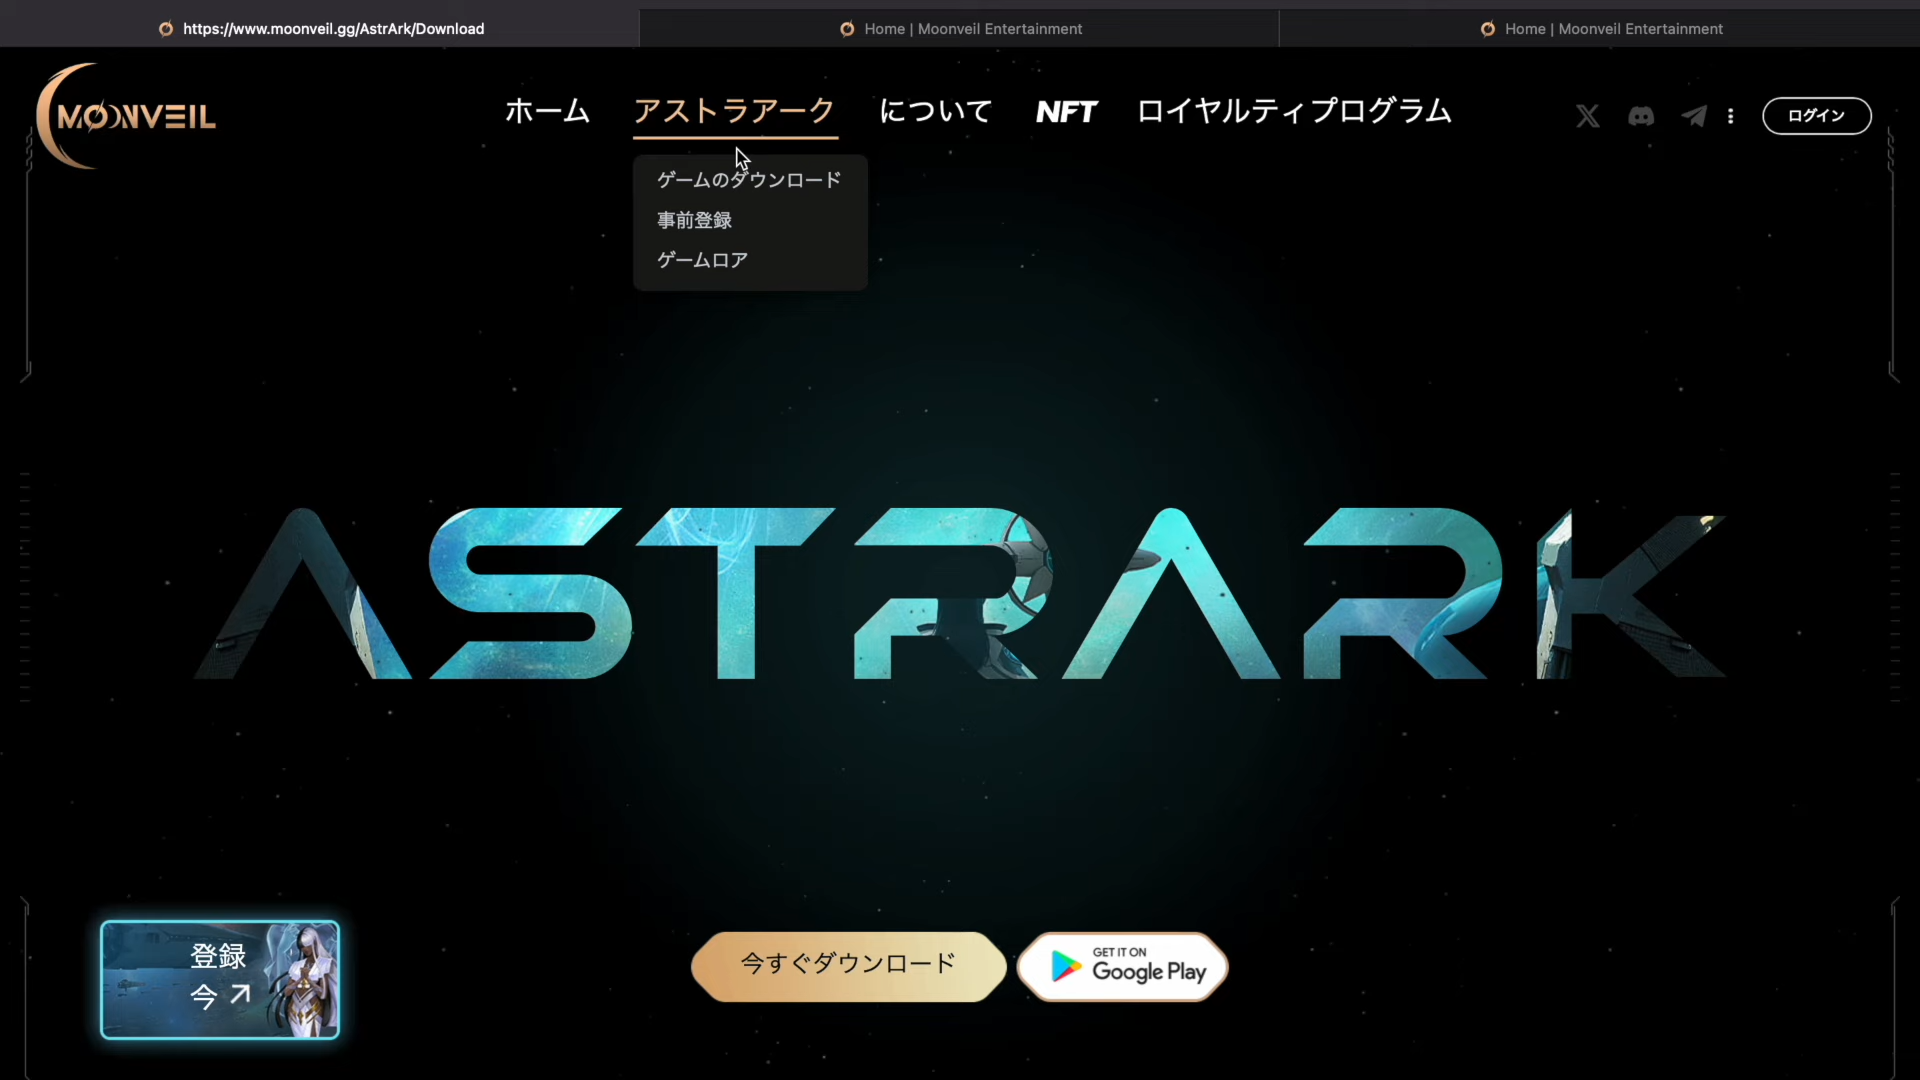 https://www.moonveil.gg/AstrArk/Download
Home | Moonveil Entertainment
Home | Moonveil Entertainment
MOONVEIL
ホーム
アストラアーク
について
NFT
ロイヤルティプログラム
ログイン
ゲームのダウンロード
事前登録
ゲームロア
ASTRARK
登録
今
今すぐダウンロード
GET IT ON
Google Play